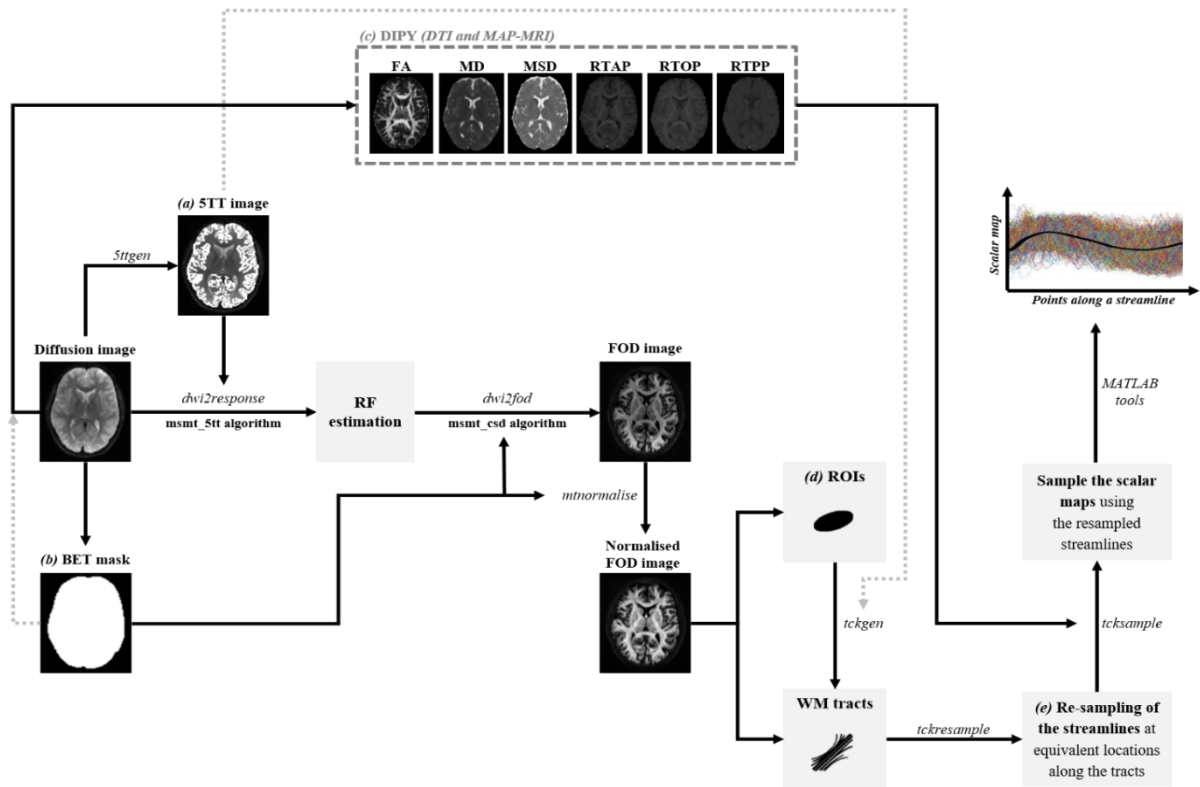 (c) DIPY (DTI and MAP-MRI)
FA MD MSD RTAP RTOP RTPP
(a) 5TT image
5ttgen
Scalar map
Points along a streamline
Diffusion image
dwi2response
msmt_5tt algorithm
RF
estimation
dwi2fod
msmt_csd algorithm
FOD image
MATLAB
tools
mtnormalise
(d) ROIs
Sample the scalar
maps using
the resampled
streamlines
(b) BET mask
Normalised
FOD image
tckgen
tcksample
WM tracts
tckresample
(e) Re-sampling of
the streamlines at
equivalent locations
along the tracts